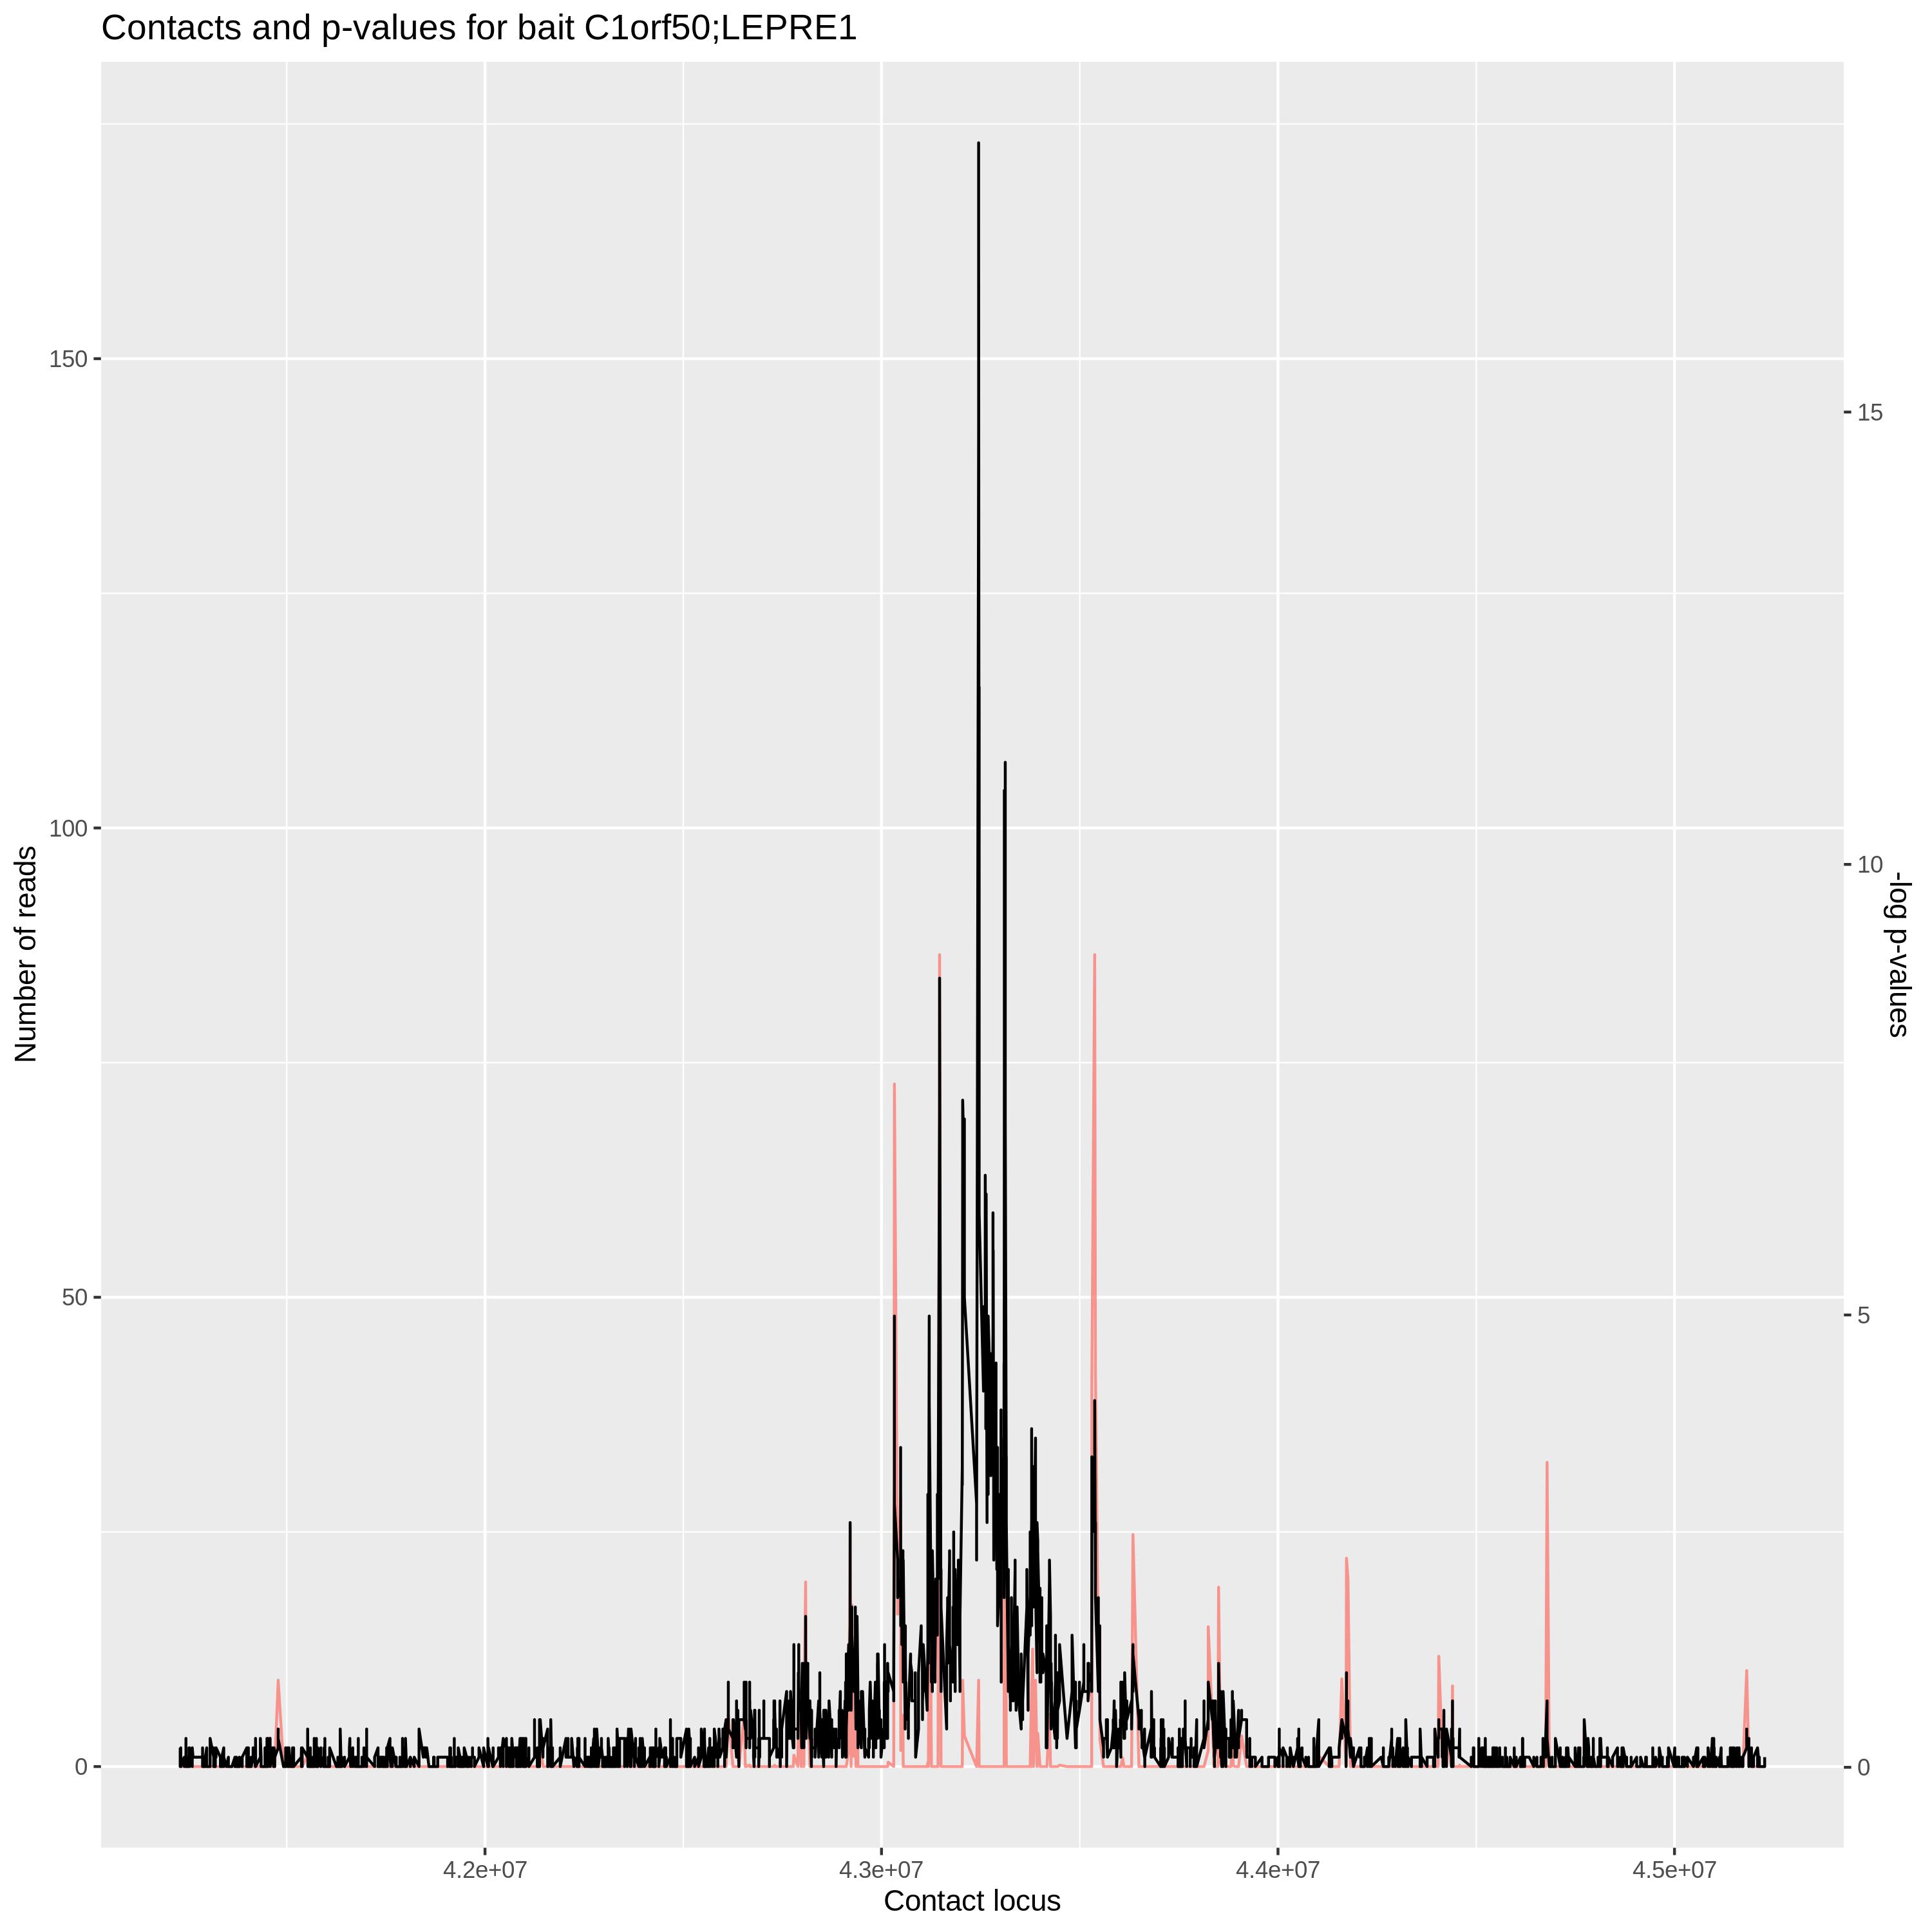 Contacts and p-values for bait C1orf50;LEPRE1
150
100
50
0
Number of reads
15
10
5
0
-log p-values
4.2e+07
4.3e+07
4.4e+07
4.5e+07
Contact locus